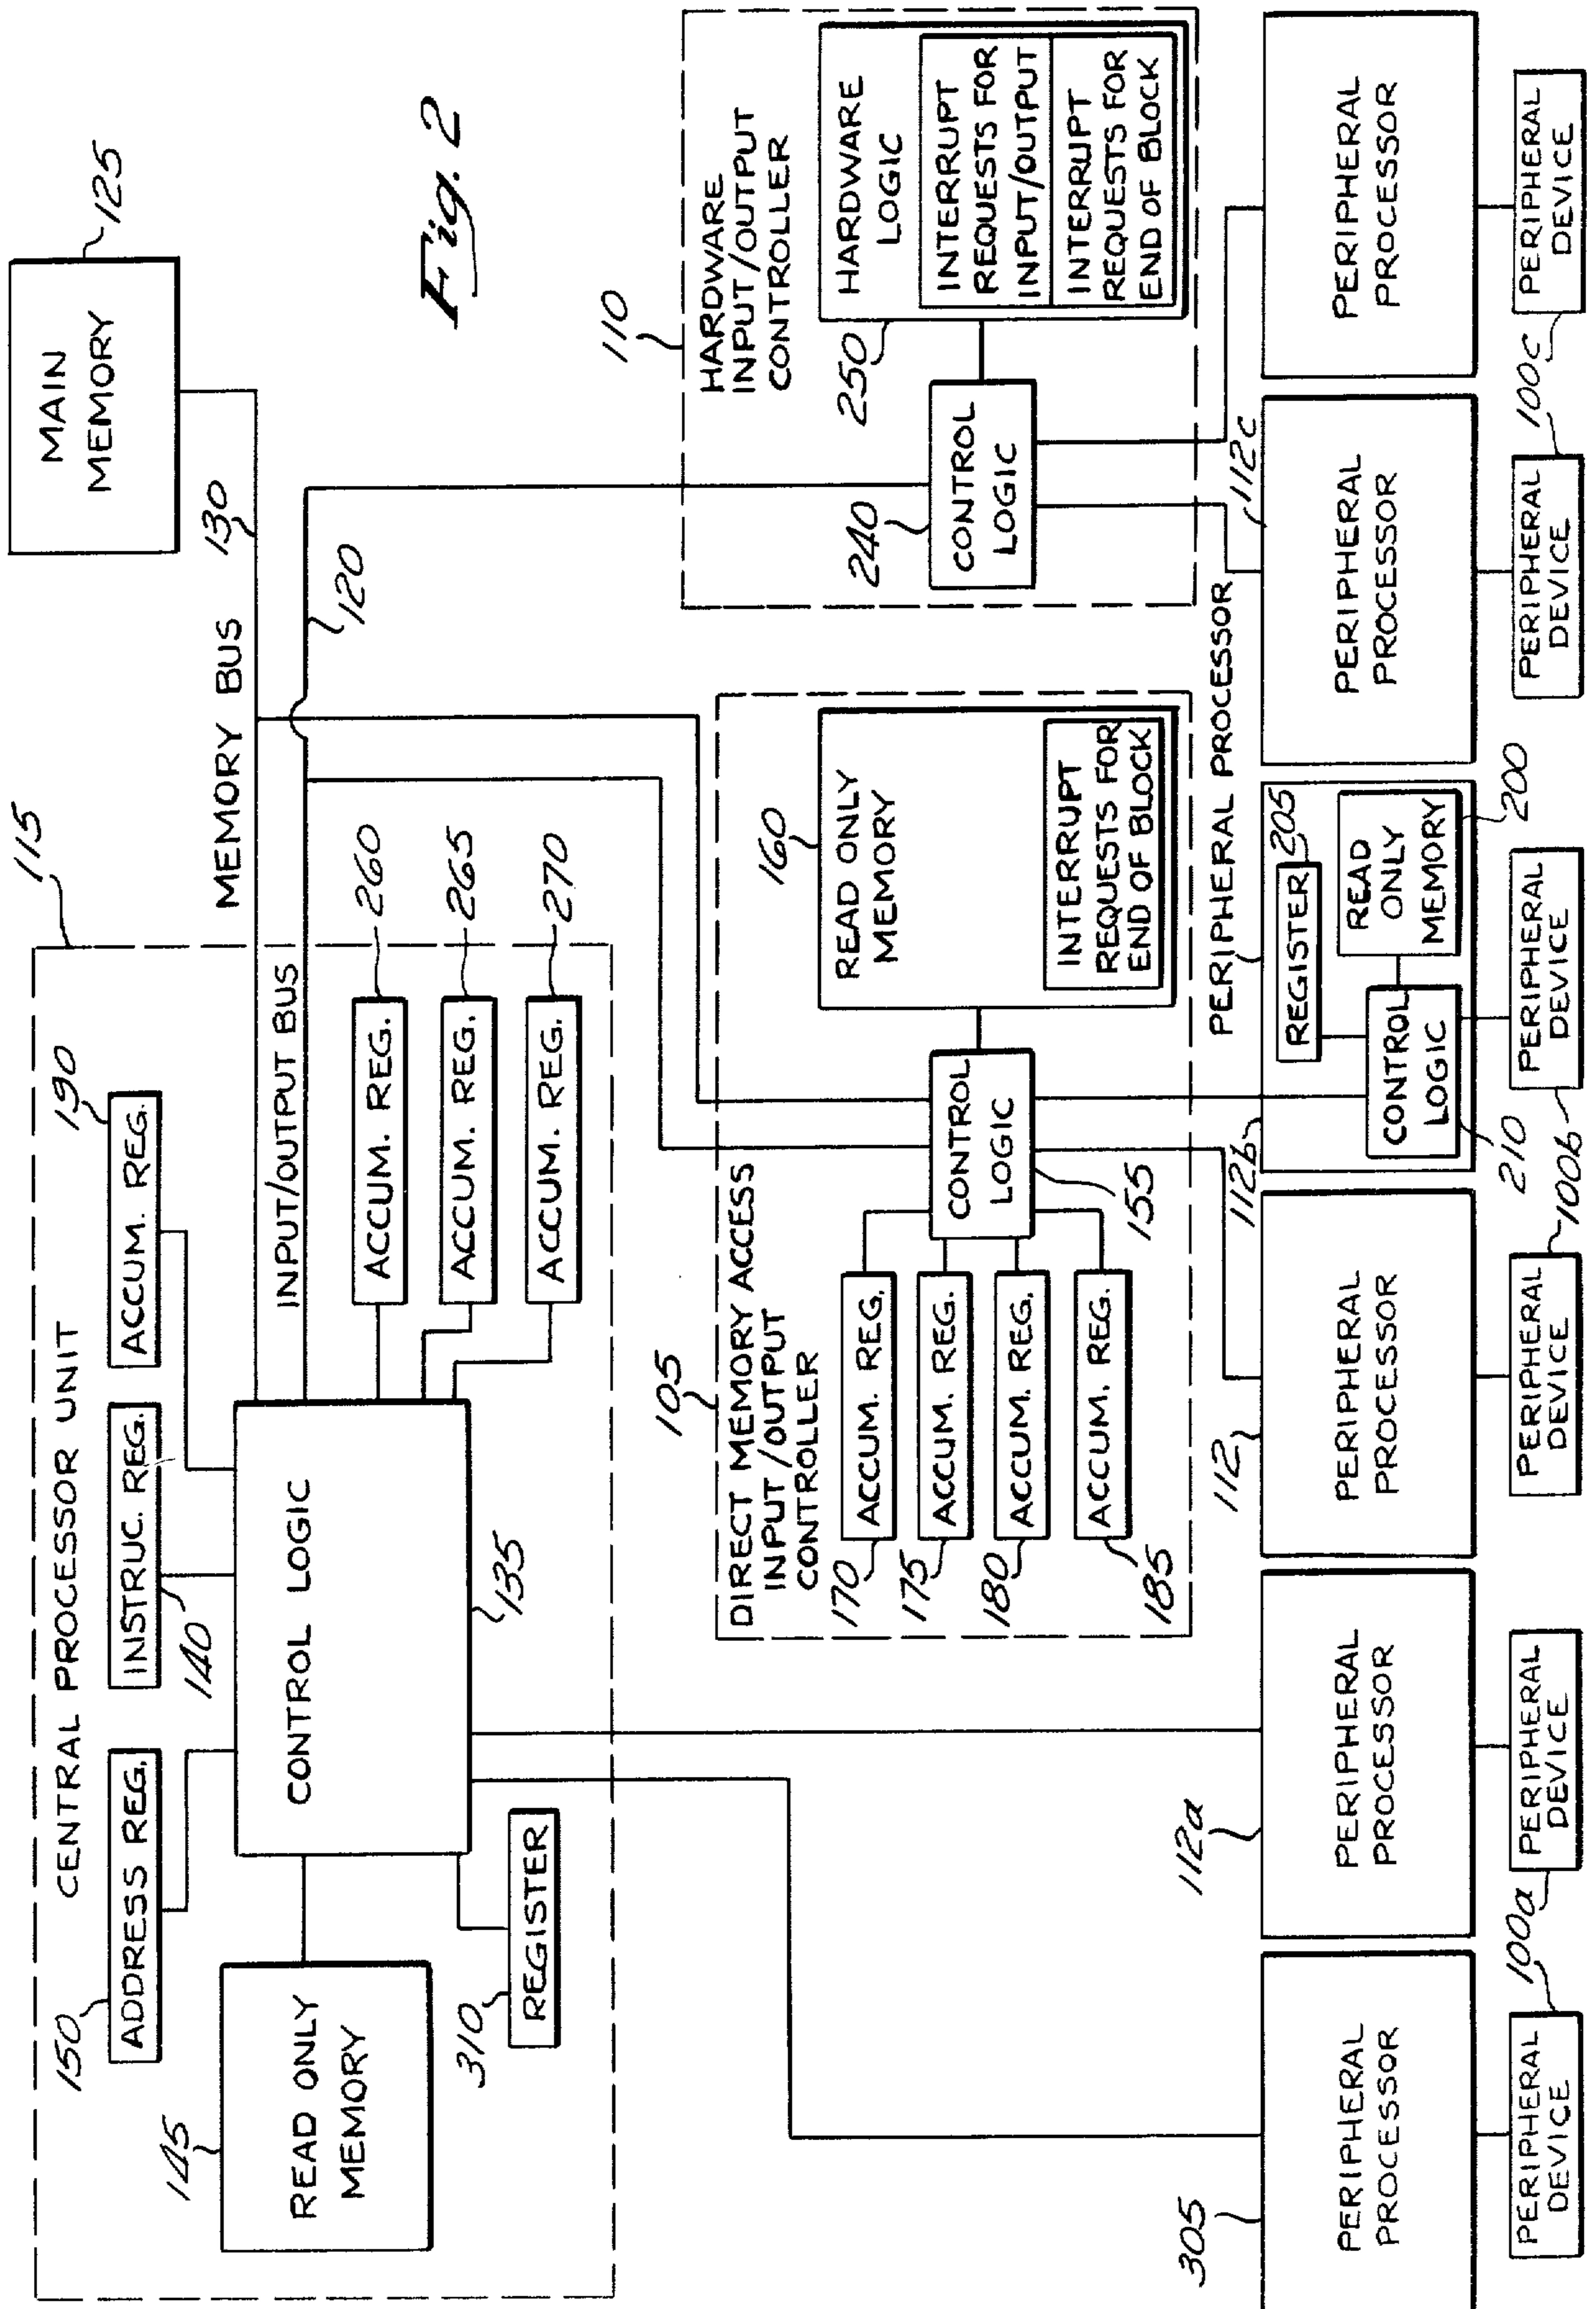 115
CENTRAL PROCESSOR UNIT
150
ADDRESS REG.
140
INSTRUC. REG.
190
ACCUM. REG.
145
READ ONLY
MEMORY
CONTROL LOGIC
135
310
REGISTER
INPUT/OUTPUT BUS
ACCUM. REG.
260
ACCUM. REG.
265
ACCUM. REG.
270
MEMORY BUS
130
120
MAIN
MEMORY
125
Fig. 2
105
DIRECT MEMORY ACCESS
INPUT/OUTPUT
CONTROLLER
170
ACCUM. REG.
175
ACCUM. REG.
180
ACCUM. REG.
185
ACCUM. REG.
CONTROL
LOGIC
155
160
READ ONLY
MEMORY
INTERRUPT
REQUESTS FOR
END OF BLOCK
110
HARDWARE
INPUT/OUTPUT
CONTROLLER
240
CONTROL
LOGIC
250
HARDWARE
LOGIC
INTERRUPT
REQUESTS FOR
INPUT/OUTPUT
INTERRUPT
REQUESTS FOR
END OF BLOCK
305
PERIPHERAL
PROCESSOR
112a
PERIPHERAL
PROCESSOR
112
PERIPHERAL
PROCESSOR
112b
PERIPHERAL PROCESSOR
REGISTER
205
CONTROL
LOGIC
210
READ
ONLY
MEMORY
200
112c
PERIPHERAL
PROCESSOR
PERIPHERAL
PROCESSOR
PERIPHERAL
DEVICE
100a
PERIPHERAL
DEVICE
PERIPHERAL
DEVICE
100b
PERIPHERAL
DEVICE
PERIPHERAL
DEVICE
100c
PERIPHERAL
DEVICE